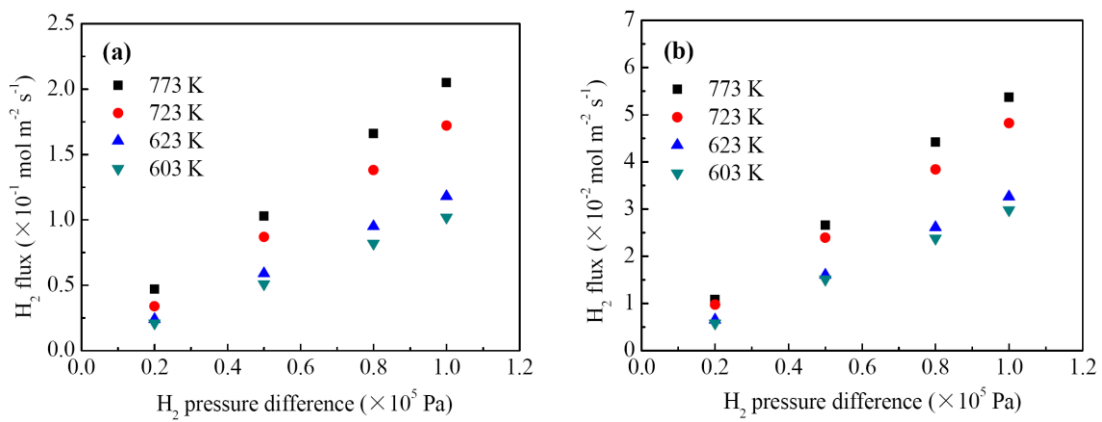 (a)
773 K
723 K
623 K
603 K
2.5
2.0
1.5
1.0
0.5
0.0
0.0 0.2 0.4 0.6 0.8 1.0 1.2
H₂ flux (×10⁻¹ mol m⁻² s⁻¹)
H₂ pressure difference (×10⁵ Pa)
(b)
773 K
723 K
623 K
603 K
7
6
5
4
3
2
1
0
0.0 0.2 0.4 0.6 0.8 1.0 1.2
H₂ flux (×10⁻² mol m⁻² s⁻¹)
H₂ pressure difference (×10⁵ Pa)